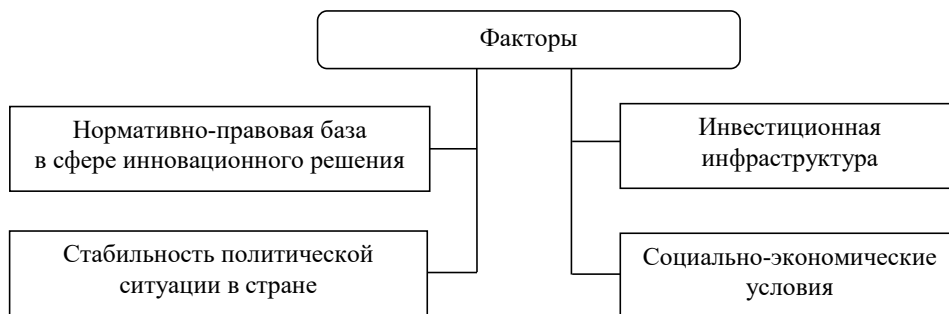 Факторы
Нормативно-правовая база
в сфере инновационного решения
Инвестиционная
инфраструктура
Стабильность политической
ситуации в стране
Социально-экономические
условия